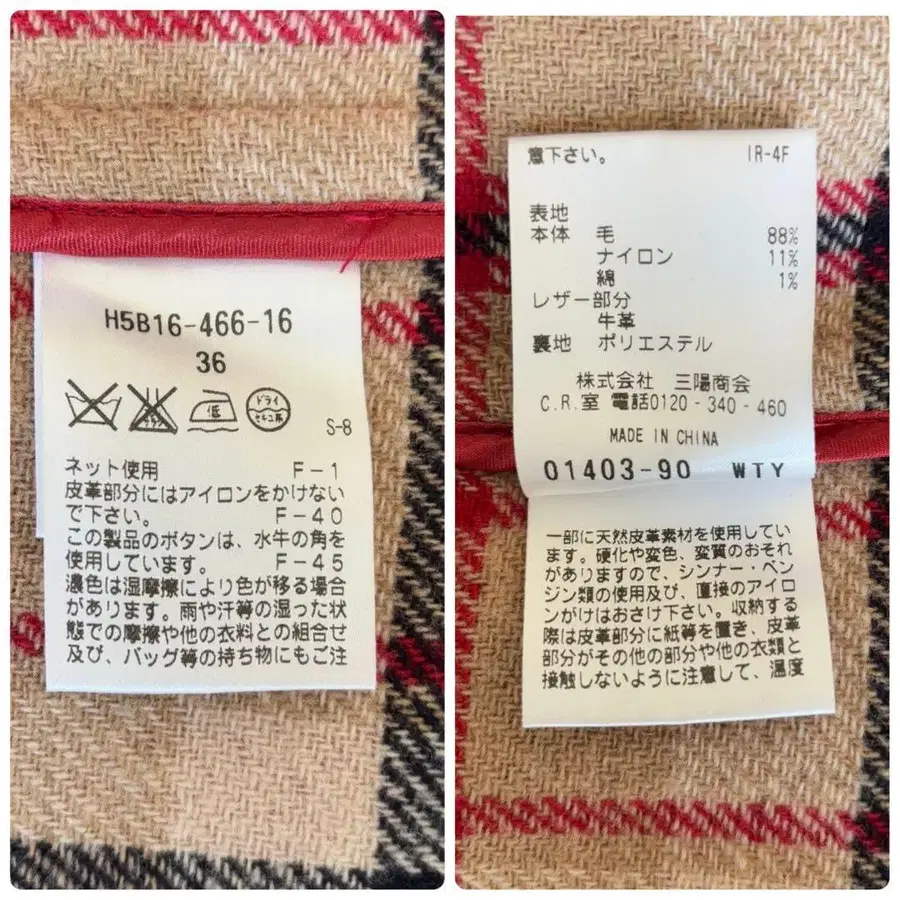 H5B16-466-16
36
低
ドライ
セキユ系
S-8
ネット使用 F-1
皮革部分にはアイロンをかけない
で下さい。 F-40
この製品のボタンは、水牛の角を
使用しています。 F-45
濃色は湿摩擦により色が移る場合
があります。雨や汗等の湿った状
態での摩擦や他の衣料との組合せ
及び、バッグ等の持ち物にもご注
意下さい。 IR-4F
表地
本体 毛 88%
ナイロン 11%
綿 1%
レザー部分
牛革
裏地 ポリエステル
株式会社 三陽商会
C.R.室 電話0120-340-460
MADE IN CHINA
01403-90 WTY
一部に天然皮革素材を使用してい
ます。硬化や変色、変質のおそれ
がありますので、シンナー・ベン
ジン類の使用及び、直接のアイロ
ンがけはおさけ下さい。収納する
際は皮革部分に紙等を置き、皮革
部分がその他の部分や他の衣類と
接触しないように注意して、温度